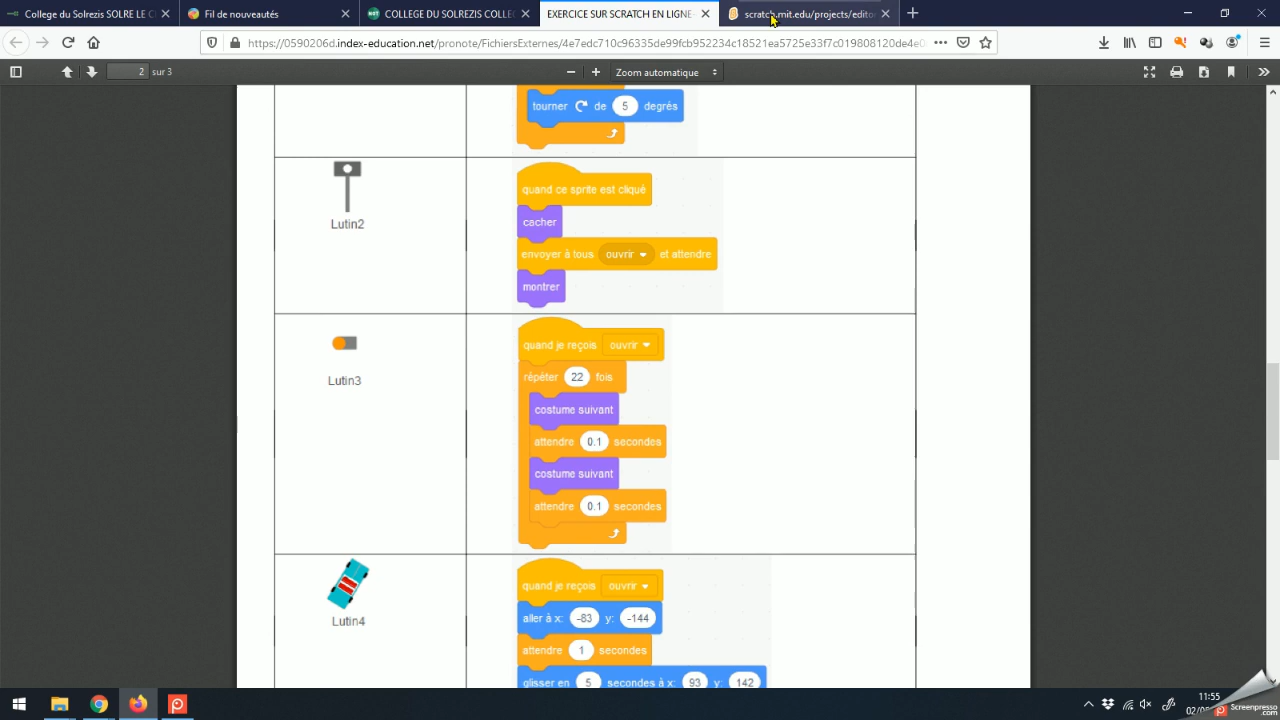 College du Solrezis SOLRE LE C
Fil de nouveautés
COLLEGE DU SOLREZIS COLLE
EXERCICE SUR SCRATCH EN LIGNE
scratch.mit.edu/projects/edito
https://0590206d.index-education.net/pronote/FichiersExternes/4e7edc710c96335de99fcb952234c18521ea5725e33f7c019808120de4e0
2 sur 3
Zoom automatique
tourner de 5 degrés
Lutin2
quand ce sprite est cliqué
cacher
envoyer à tous ouvrir et attendre
montrer
Lutin3
quand je reçois ouvrir
répéter 22 fois
costume suivant
attendre 0.1 secondes
costume suivant
attendre 0.1 secondes
Lutin4
quand je reçois ouvrir
aller à x: -83 y: -144
attendre 1 secondes
glisser en 5 secondes à x: 93 y: 142
11:55
Screenpresso
.com